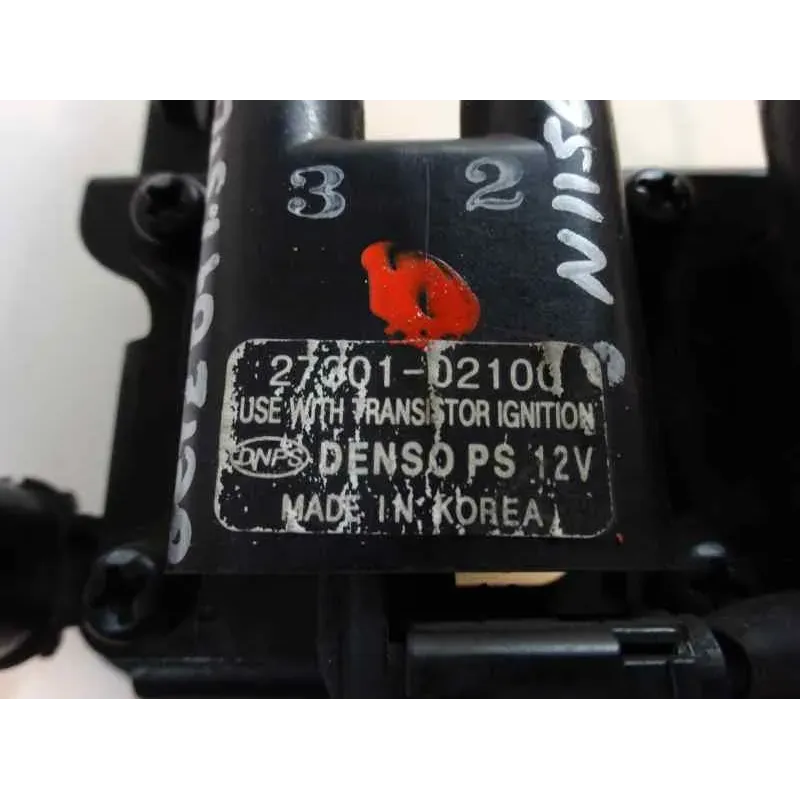 3 2
27301-02100
USE WITH TRANSISTOR IGNITION
DNPS DENSO PS 12V
MADE IN KOREA